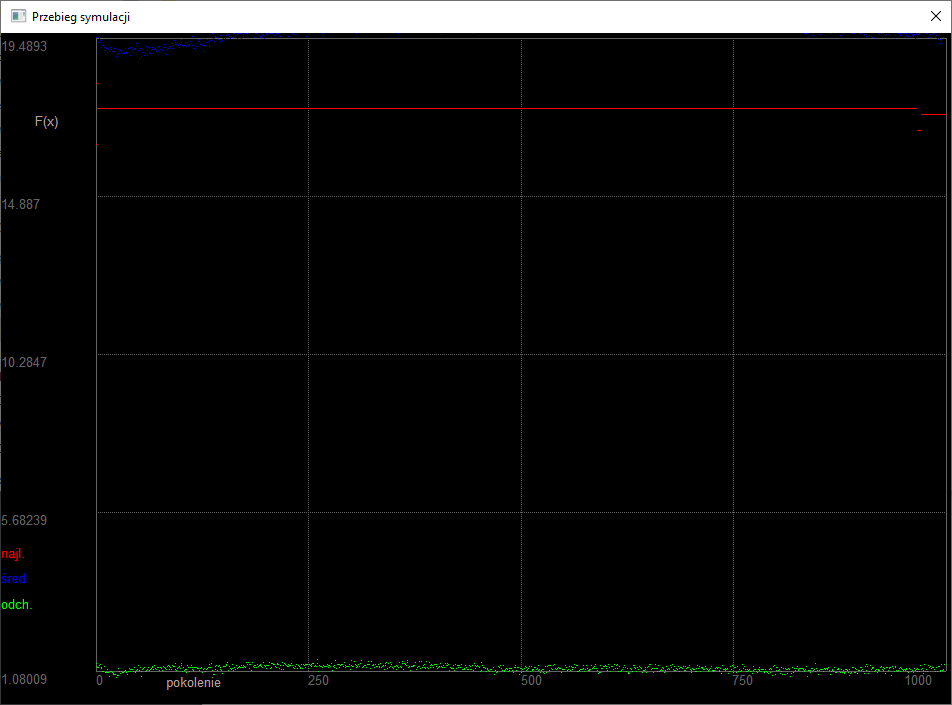 Przebieg symulacji
19.4893
F(x)
14.887
10.2847
5.68239
najl.
śred
odch.
1.08009
0 250 500 750 1000
pokolenie